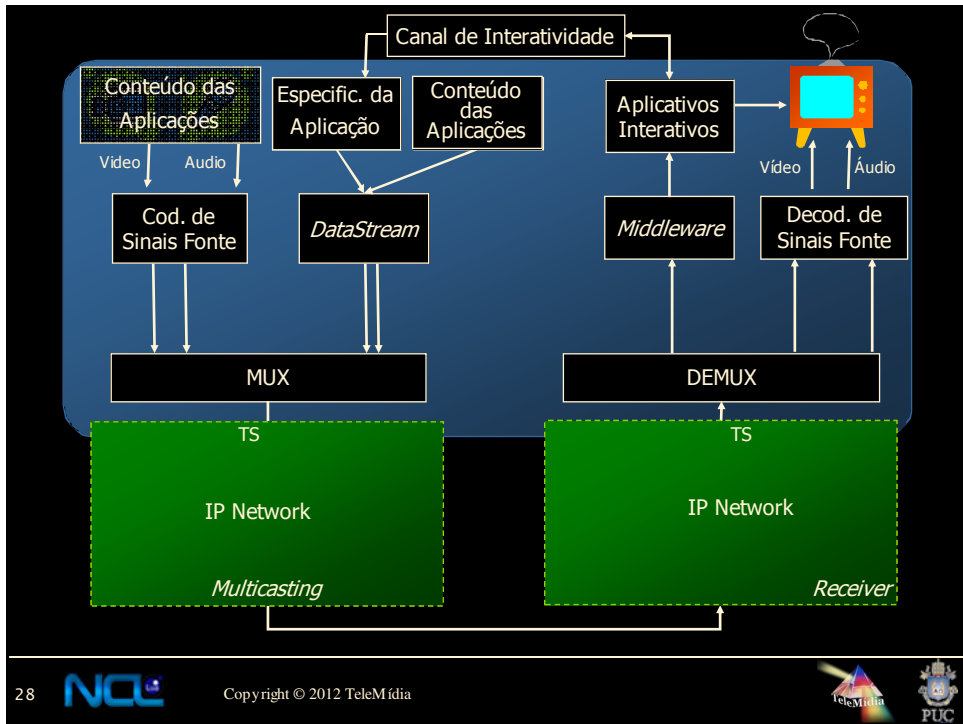 Canal de Interatividade
Conteúdo das
Aplicações
Especific. da
Aplicação
Conteúdo
das
Aplicações
Aplicativos
Interativos
Video
Audio
Vídeo
Áudio
Cod. de
Sinais Fonte
DataStream
Middleware
Decod. de
Sinais Fonte
MUX
DEMUX
TS
TS
IP Network
IP Network
Multicasting
Receiver
28
NCL
Copyright © 2012 TeleMídia
TeleMídia
PUC